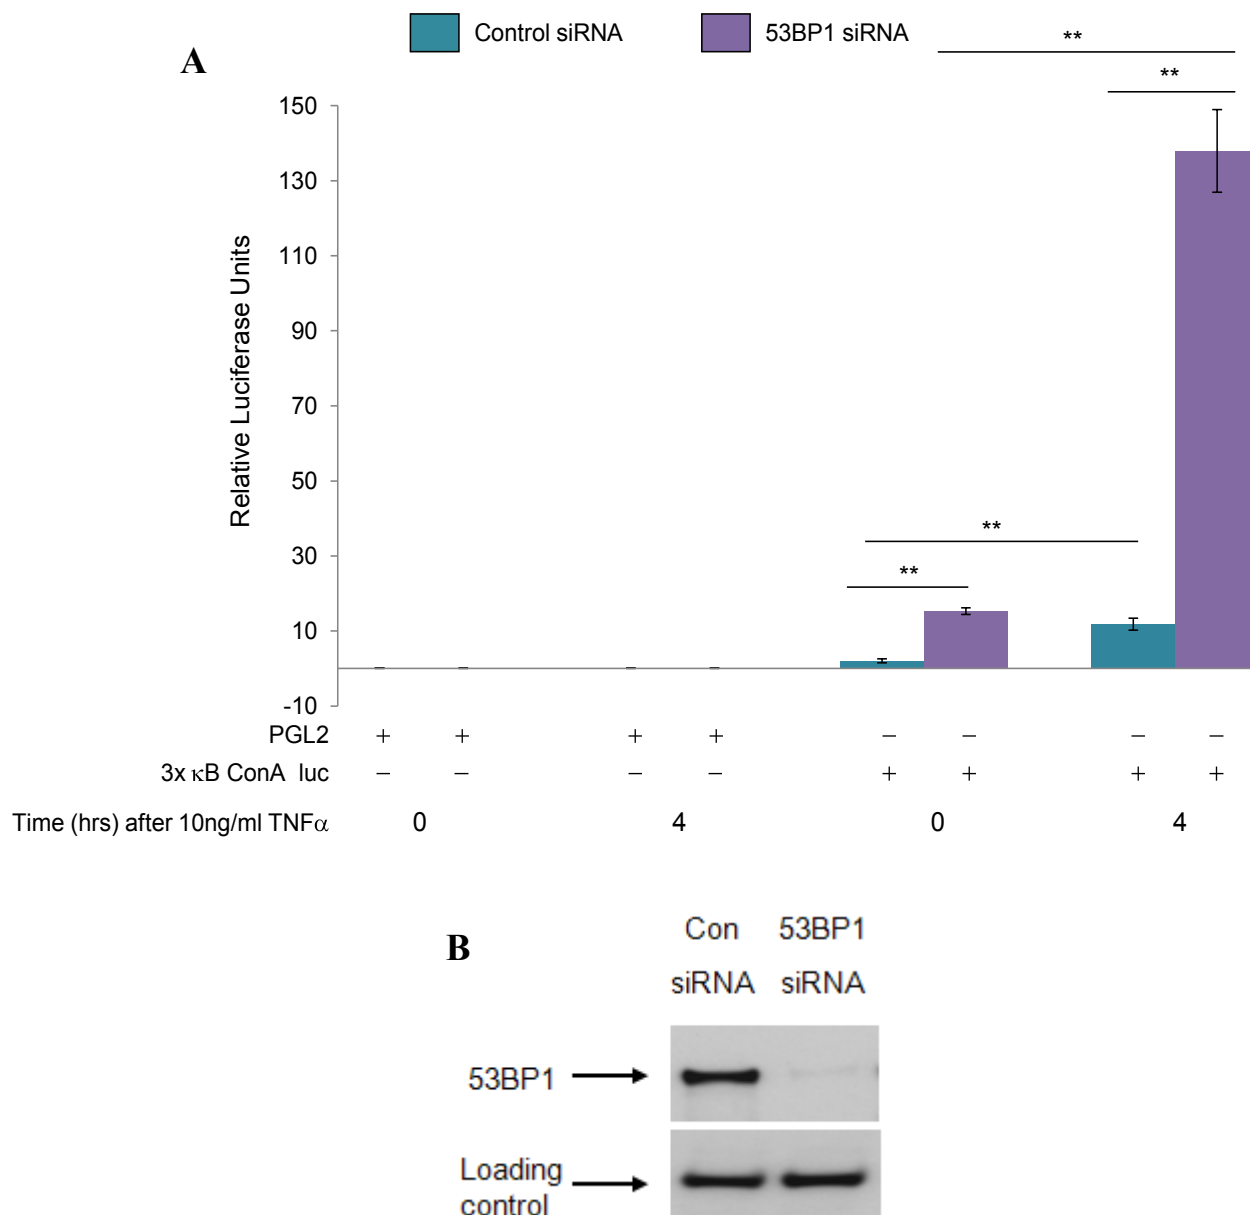 Control siRNA 53BP1 siRNA
A
**
**
150
130
110
90
70
50
30
10
-10
Relative Luciferase Units
**
**
PGL2 + + + + − − − −
3x κB ConA luc − − − − + + + +
Time (hrs) after 10ng/ml TNFα 0 4 0 4
B
Con 53BP1
siRNA siRNA
53BP1
Loading
control